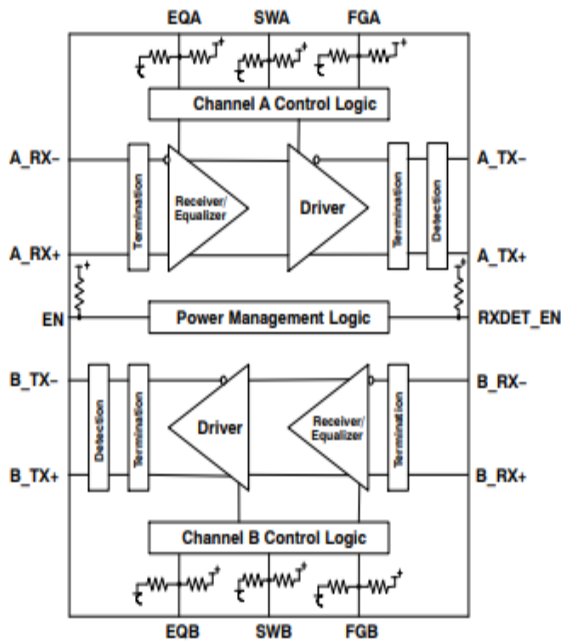 EQA SWA FGA
Channel A Control Logic
A_RX–
A_TX–
Termination
Receiver/
Equalizer
Driver
Termination
Detection
A_RX+
A_TX+
EN
Power Management Logic
RXDET_EN
B_TX–
B_RX–
Detection
Termination
Driver
Receiver/
Equalizer
Termination
B_TX+
B_RX+
Channel B Control Logic
EQB SWB FGB